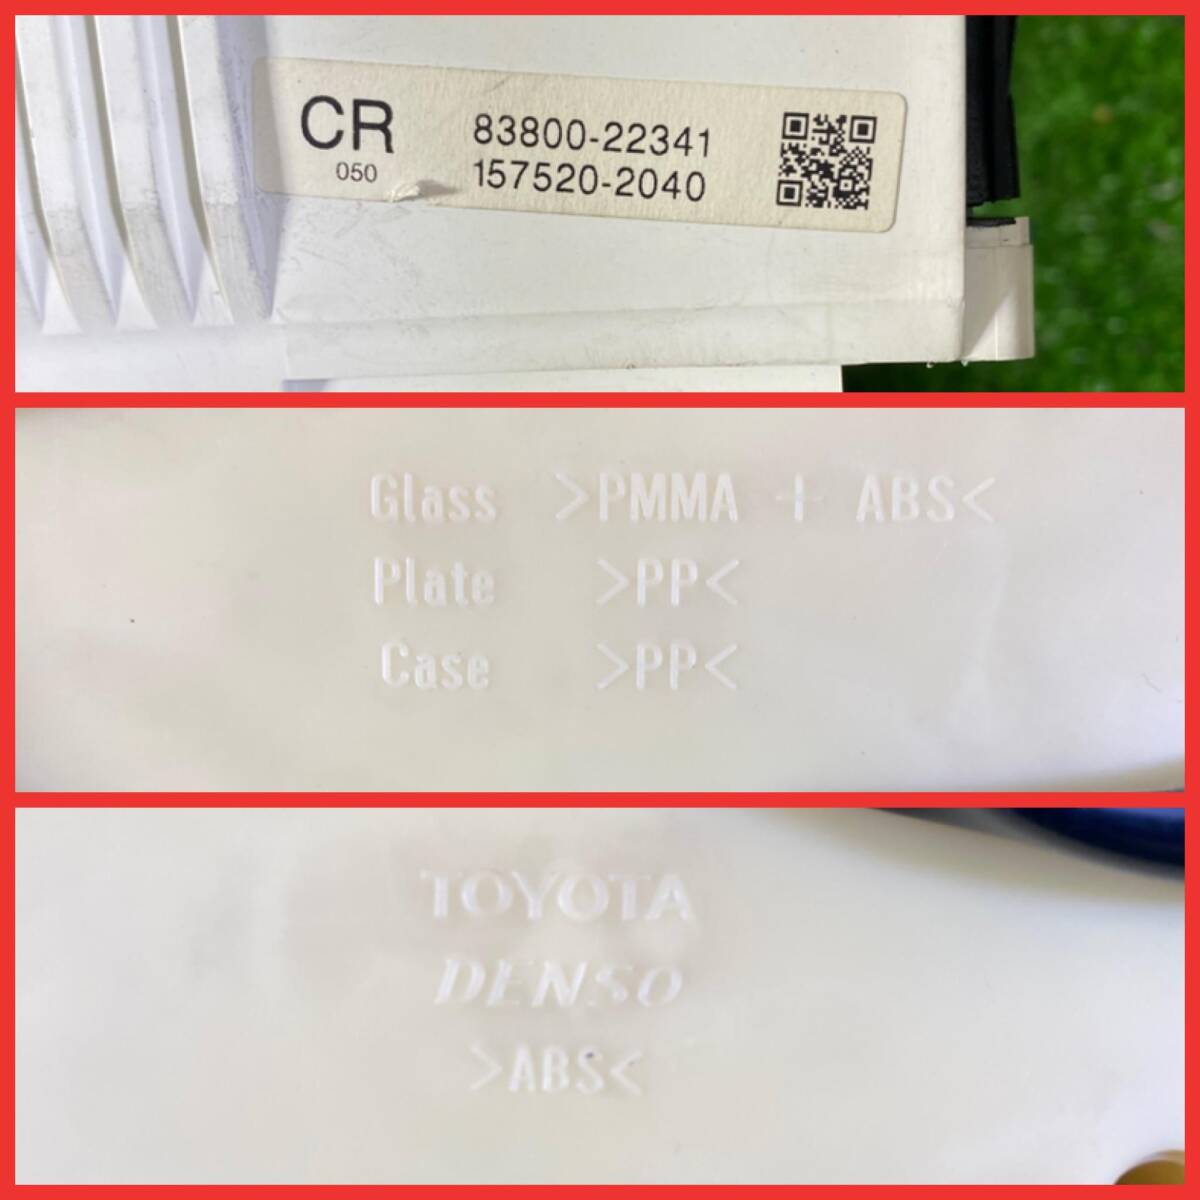 CR 83800-22341
050 157520-2040
Glass >PMMA + ABS<
Plate >PP<
Case >PP<
TOYOTA
DENSO
>ABS<